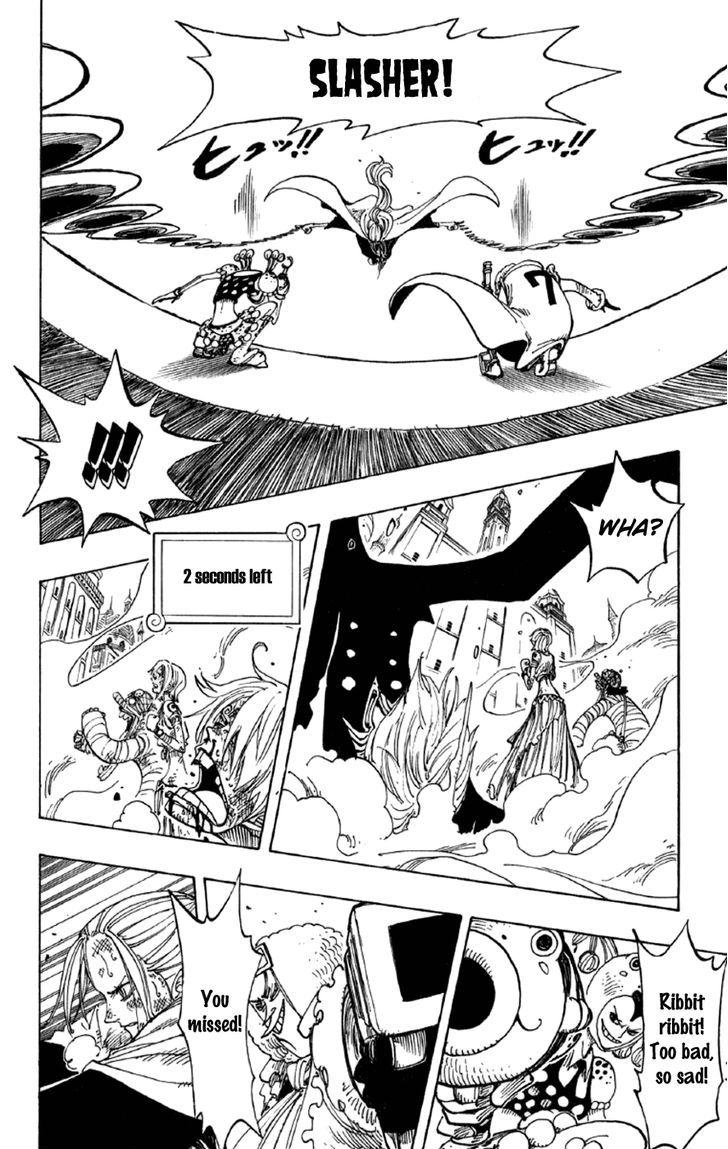 SLASHER!
ヒュッ!!
ヒュッ!!
7
!!!!
WHA?
2 seconds left
You
missed!
Ribbit
ribbit!
Too bad,
so sad!